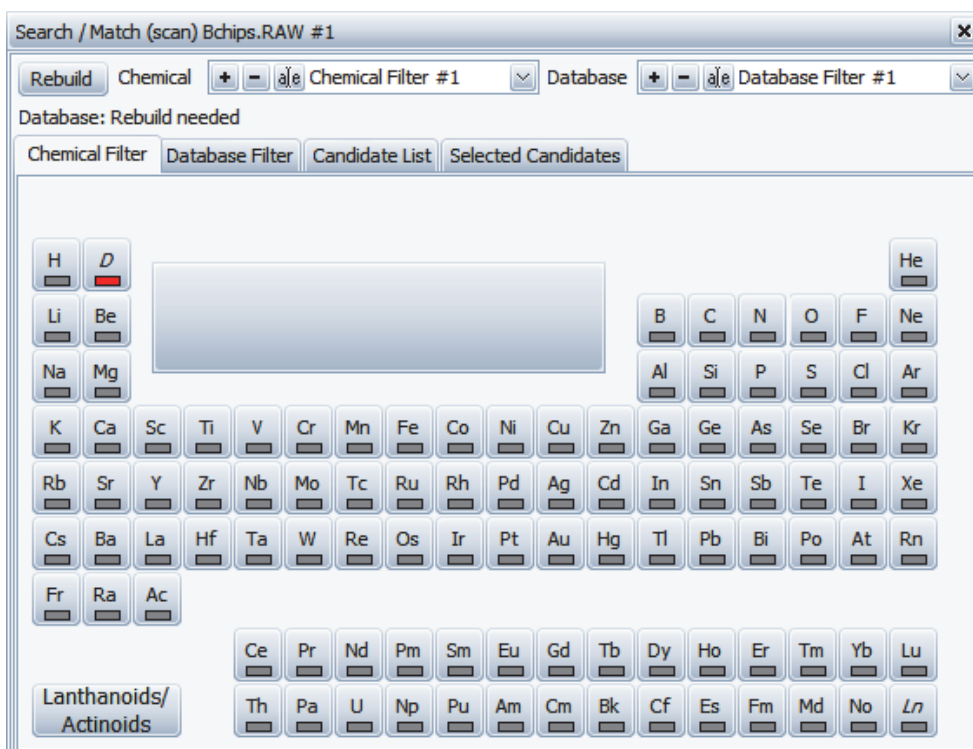 Search / Match (scan) Bchips.RAW #1
Rebuild Chemical + - a|e Chemical Filter #1 Database + - a|e Database Filter #1
Database: Rebuild needed
Chemical Filter Database Filter Candidate List Selected Candidates
H D He
Li Be B C N O F Ne
Na Mg Al Si P S Cl Ar
K Ca Sc Ti V Cr Mn Fe Co Ni Cu Zn Ga Ge As Se Br Kr
Rb Sr Y Zr Nb Mo Tc Ru Rh Pd Ag Cd In Sn Sb Te I Xe
Cs Ba La Hf Ta W Re Os Ir Pt Au Hg Tl Pb Bi Po At Rn
Fr Ra Ac
Ce Pr Nd Pm Sm Eu Gd Tb Dy Ho Er Tm Yb Lu
Lanthanoids/
Actinoids
Th Pa U Np Pu Am Cm Bk Cf Es Fm Md No Ln